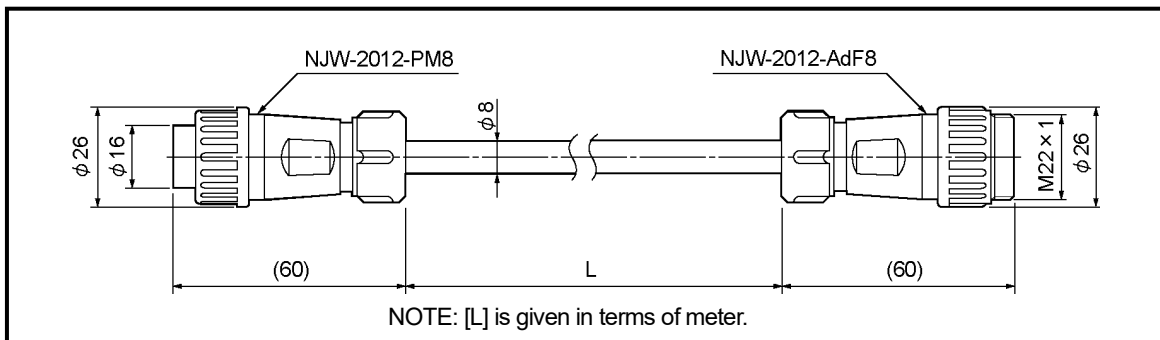 NJW-2012-PM8
NJW-2012-AdF8
φ26
φ16
φ8
M22×1
φ26
(60)
L
(60)
NOTE: [L] is given in terms of meter.